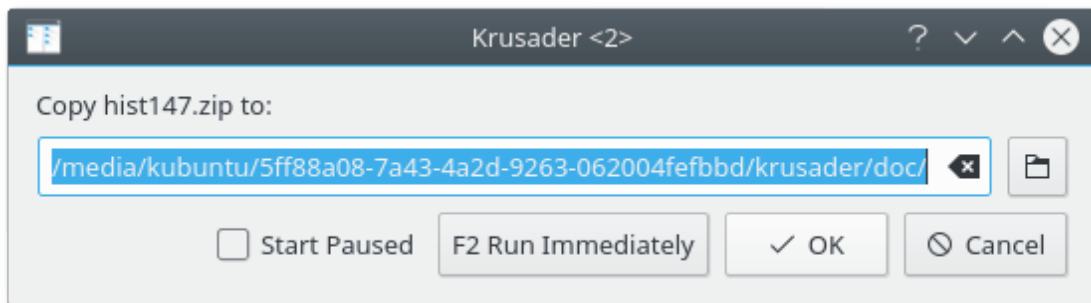 Krusader <2>
Copy hist147.zip to:
/media/kubuntu/5ff88a08-7a43-4a2d-9263-062004fefbbd/krusader/doc/
Start Paused F2 Run Immediately OK Cancel